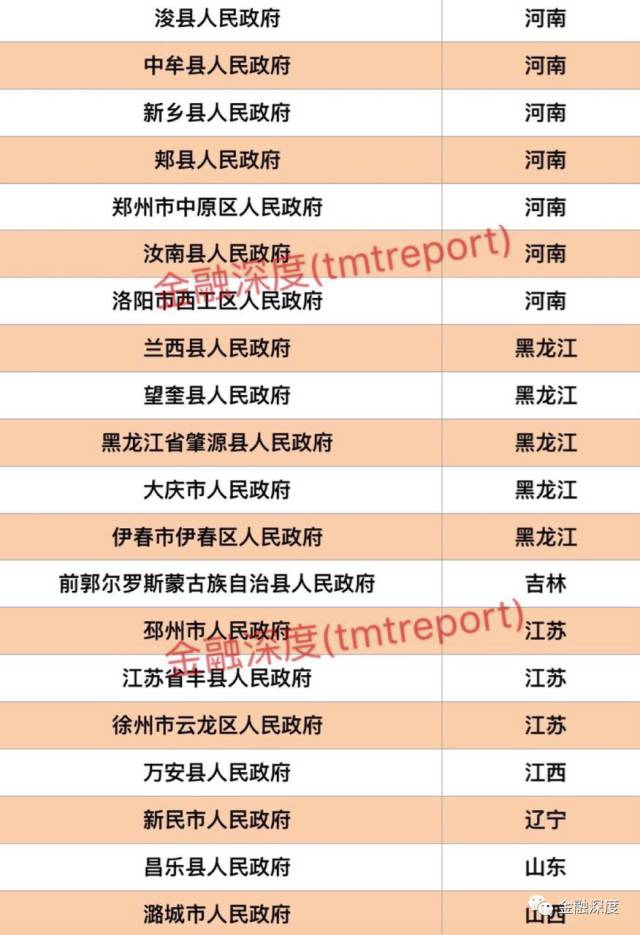 浚县人民政府 河南
中牟县人民政府 河南
新乡县人民政府 河南
郏县人民政府 河南
郑州市中原区人民政府 河南
汝南县人民政府 河南
金融深度(tmtreport)
洛阳市西工区人民政府 河南
兰西县人民政府 黑龙江
望奎县人民政府 黑龙江
黑龙江省肇源县人民政府 黑龙江
大庆市人民政府 黑龙江
伊春市伊春区人民政府 黑龙江
前郭尔罗斯蒙古族自治县人民政府 吉林
邳州市人民政府 江苏
金融深度(tmtreport)
江苏省丰县人民政府 江苏
徐州市云龙区人民政府 江苏
万安县人民政府 江西
新民市人民政府 辽宁
昌乐县人民政府 山东
潞城市人民政府 山西
金融深度